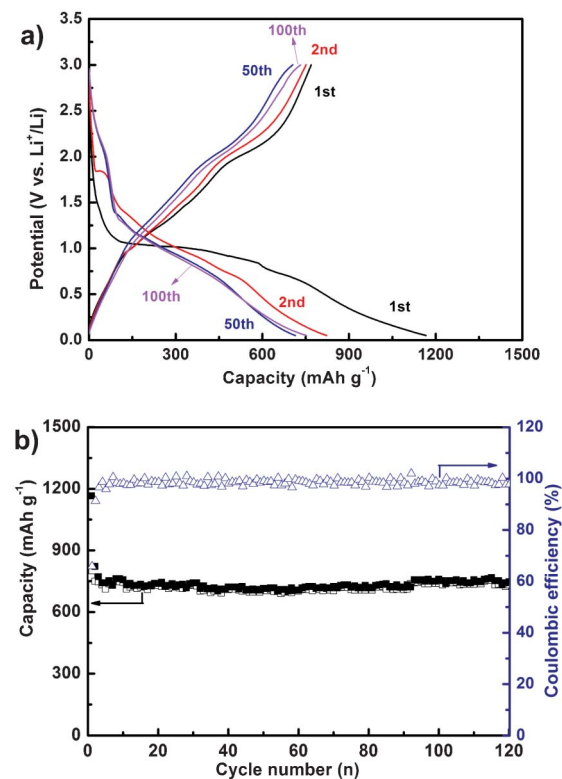 a)
3.5
3.0
2.5
2.0
1.5
1.0
0.5
0.0
Potential (V vs. Li⁺/Li)
100th
2nd
50th
1st
1st
2nd
100th
50th
0 300 600 900 1200 1500
Capacity (mAh g⁻¹)
b)
1500
1200
900
600
300
0
Capacity (mAh g⁻¹)
120
100
80
60
40
20
0
Coulombic efficiency (%)
0 20 40 60 80 100 120
Cycle number (n)